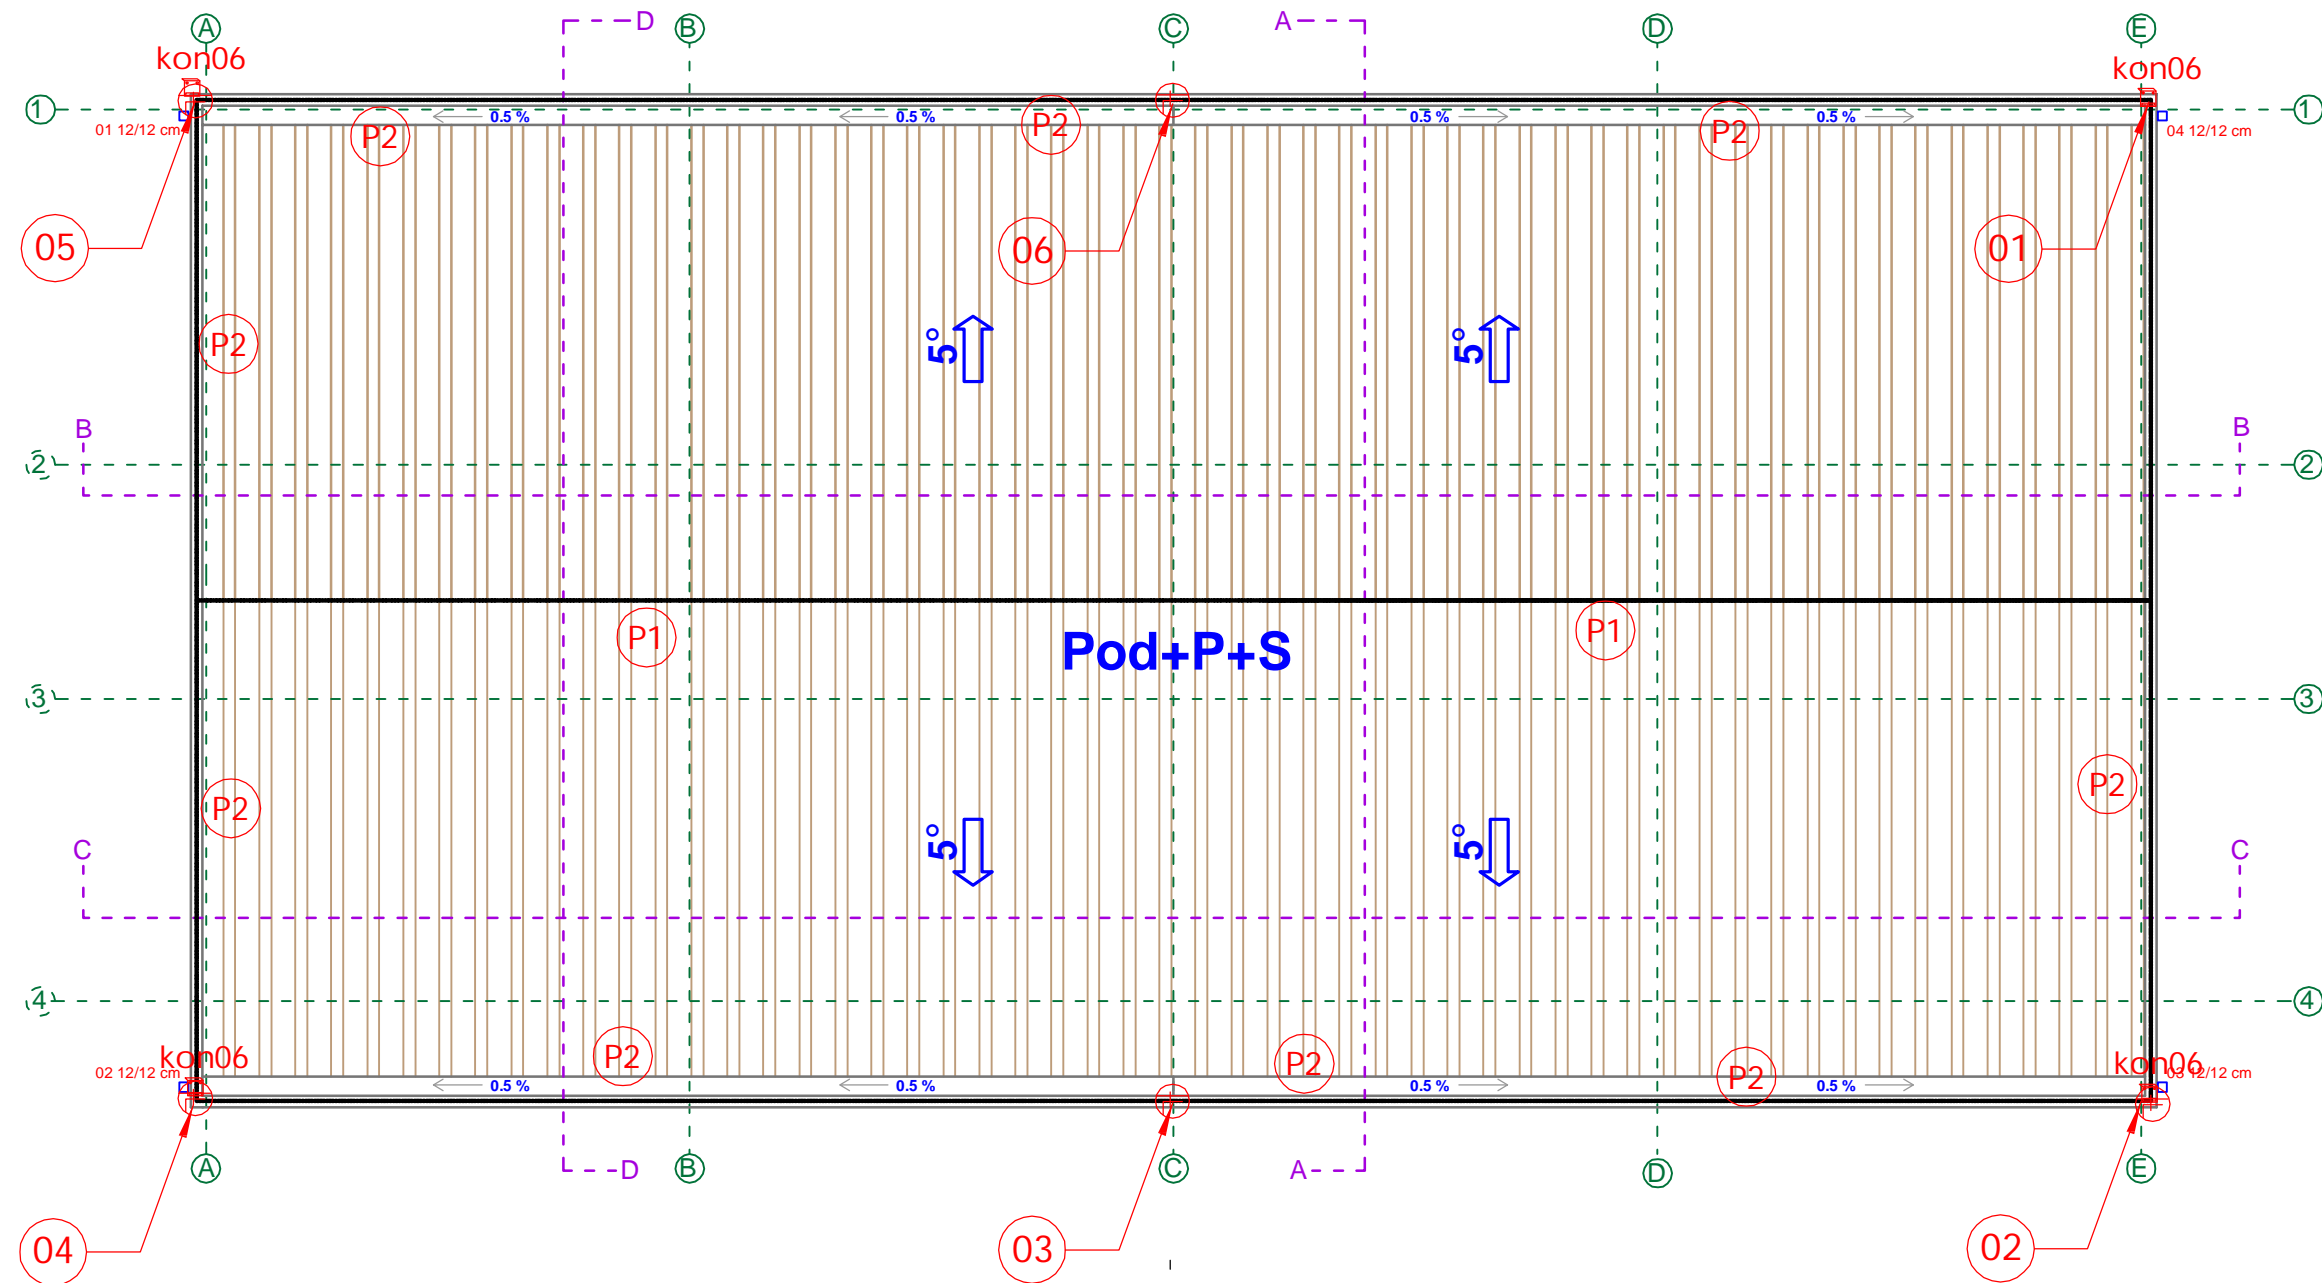 A D B C A D E
kon06 kon06
1 0.5 % 0.5 % 0.5 % 0.5 % 1
01 12/12 cm P2 P2 P2 04 12/12 cm
05 06 01
P2 5° 5°
B B
2 2
P1 P1
Pod+P+S
3 3
P2 P2
5° 5°
C C
4 4
P2 P2 P2
kon06 kon06
02 12/12 cm 0.5 % 0.5 % 0.5 % 0.5 % 03 12/12 cm
A D B C A D E
04 03 02